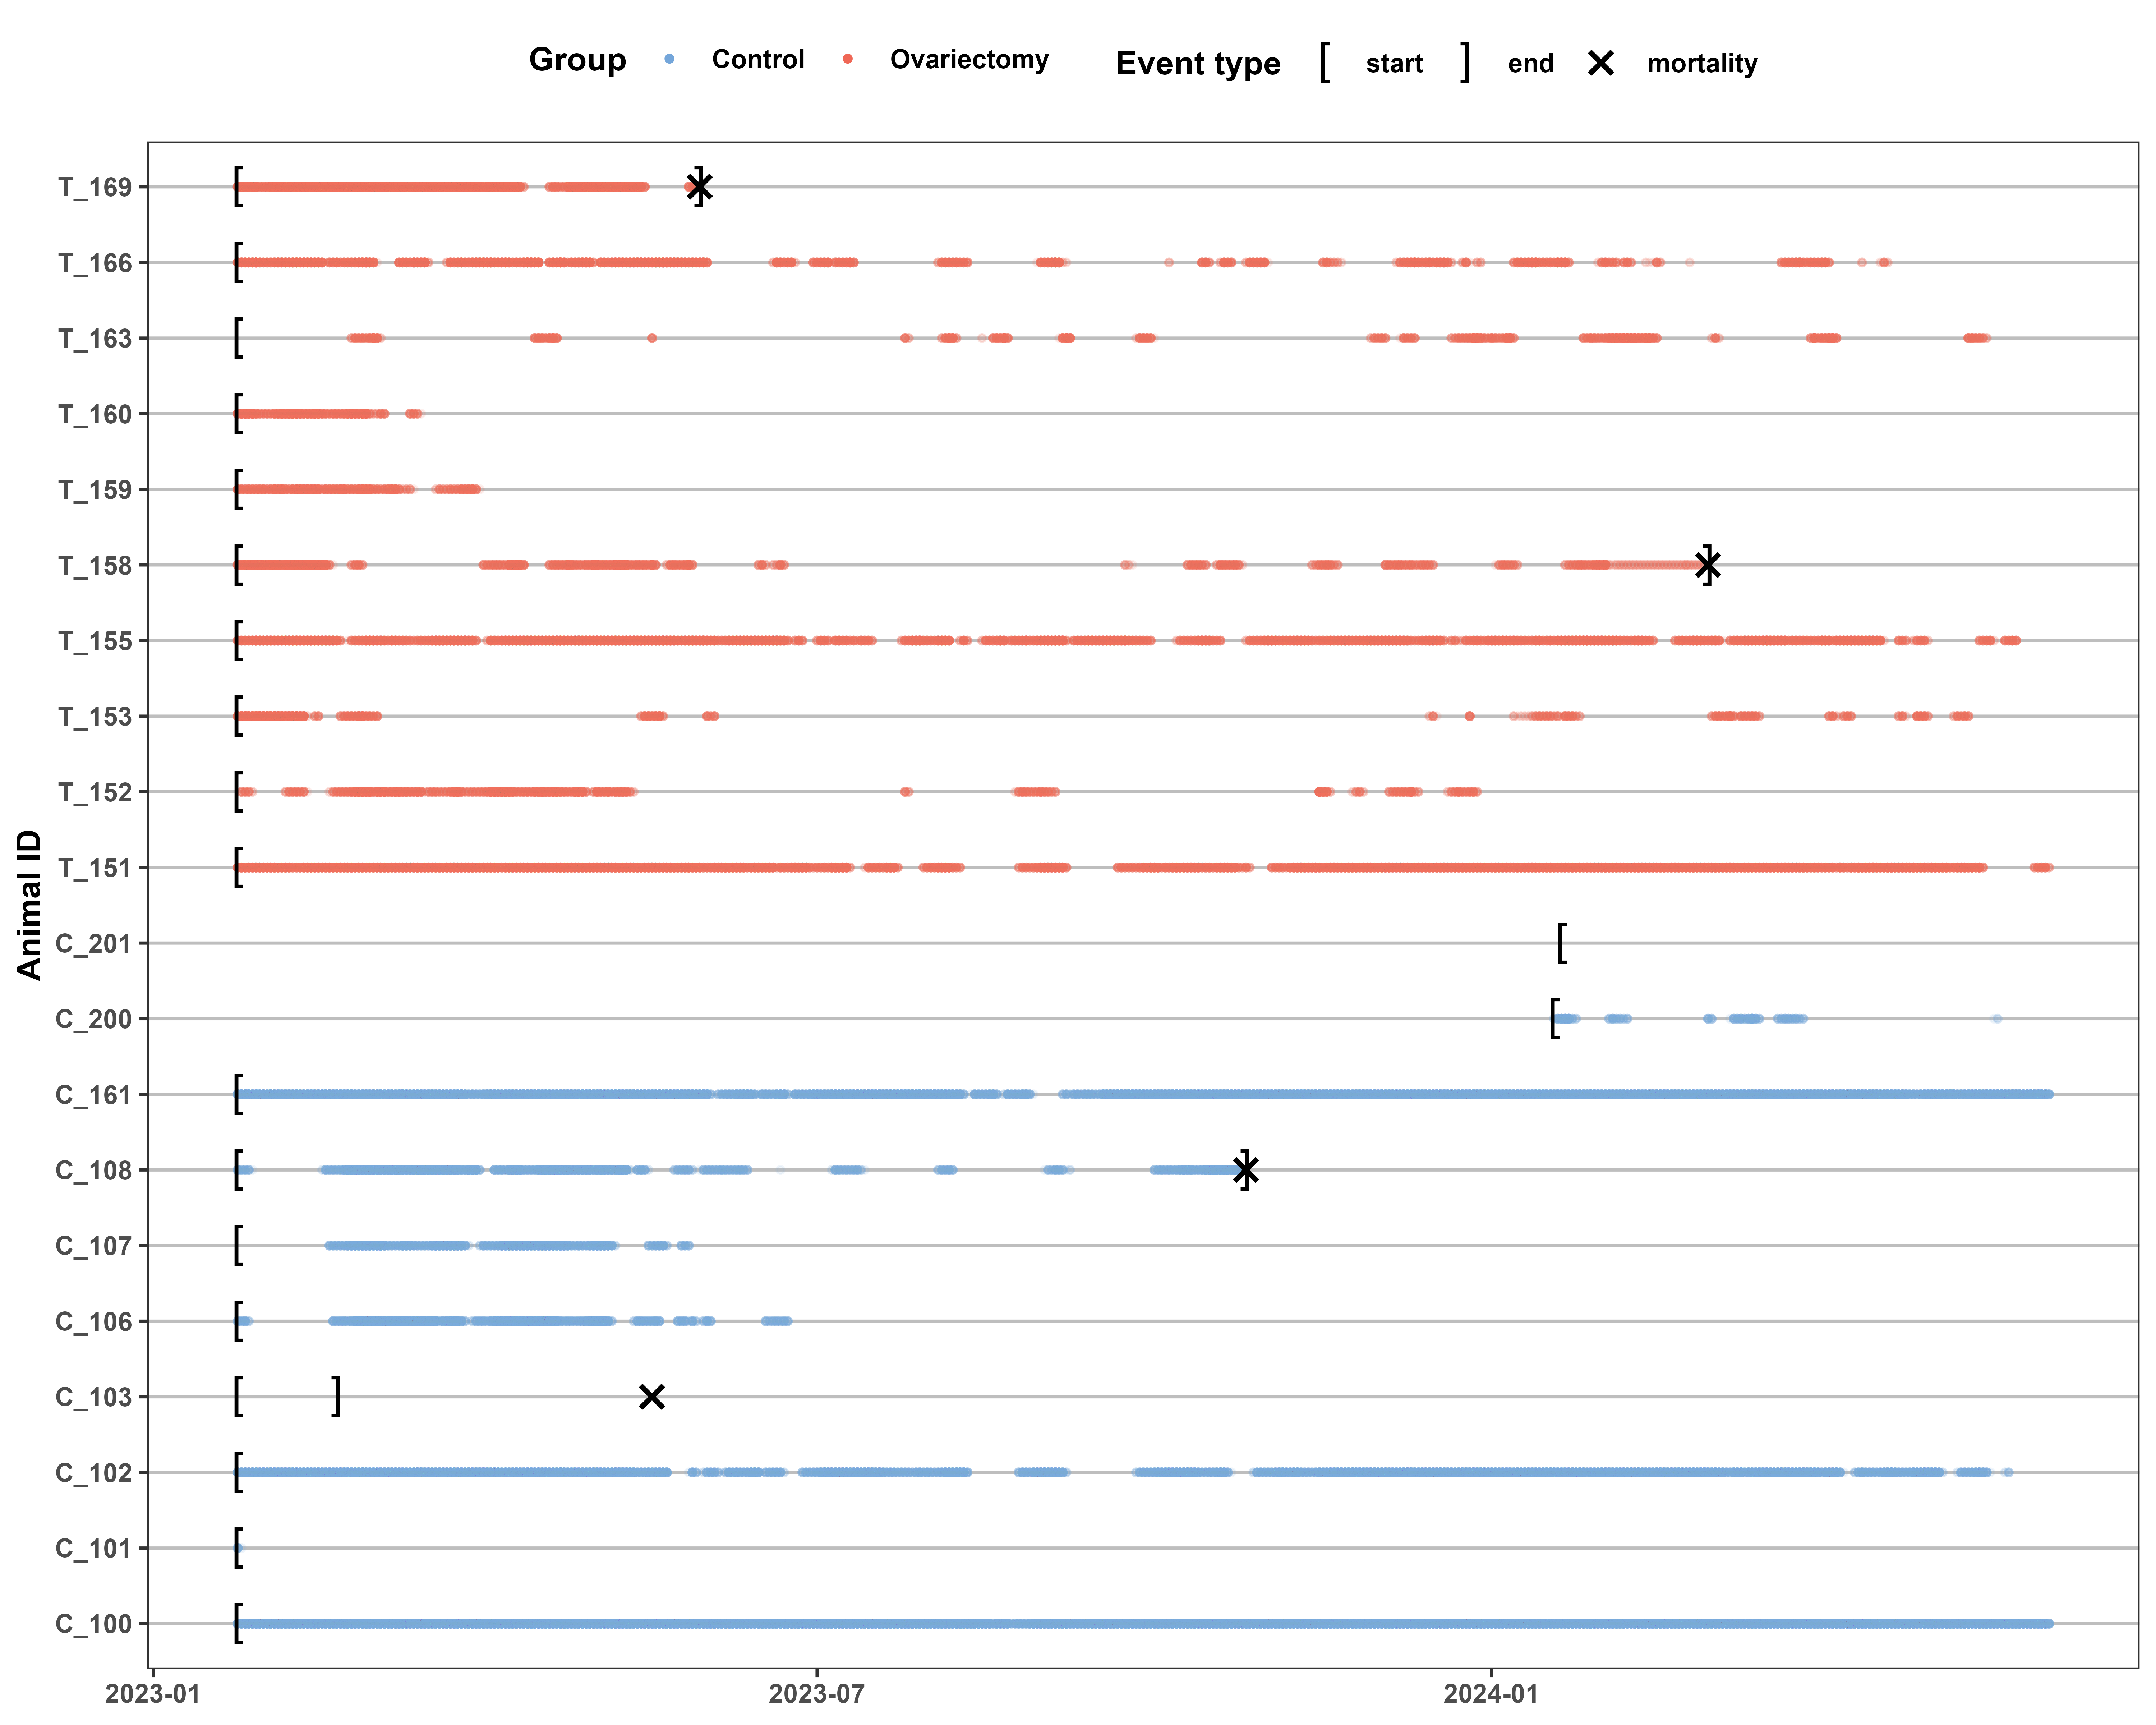 Group Control Ovariectomy Event type start end mortality
Animal ID
T_169
T_166
T_163
T_160
T_159
T_158
T_155
T_153
T_152
T_151
C_201
C_200
C_161
C_108
C_107
C_106
C_103
C_102
C_101
C_100
2023-01 2023-07 2024-01